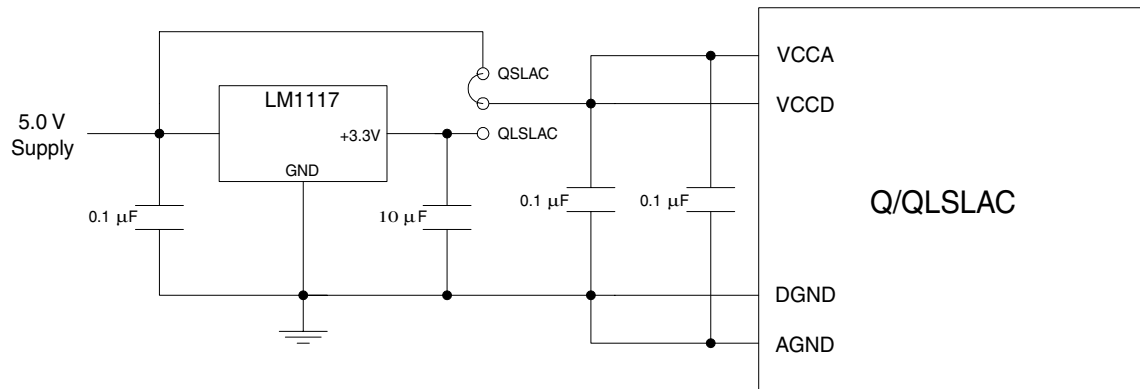 VCCA
QSLAC
LM1117
VCCD
5.0 V
Supply
+3.3V
QLSLAC
GND
0.1 µF
10 µF
0.1 µF
0.1 µF
Q/QLSLAC
DGND
AGND